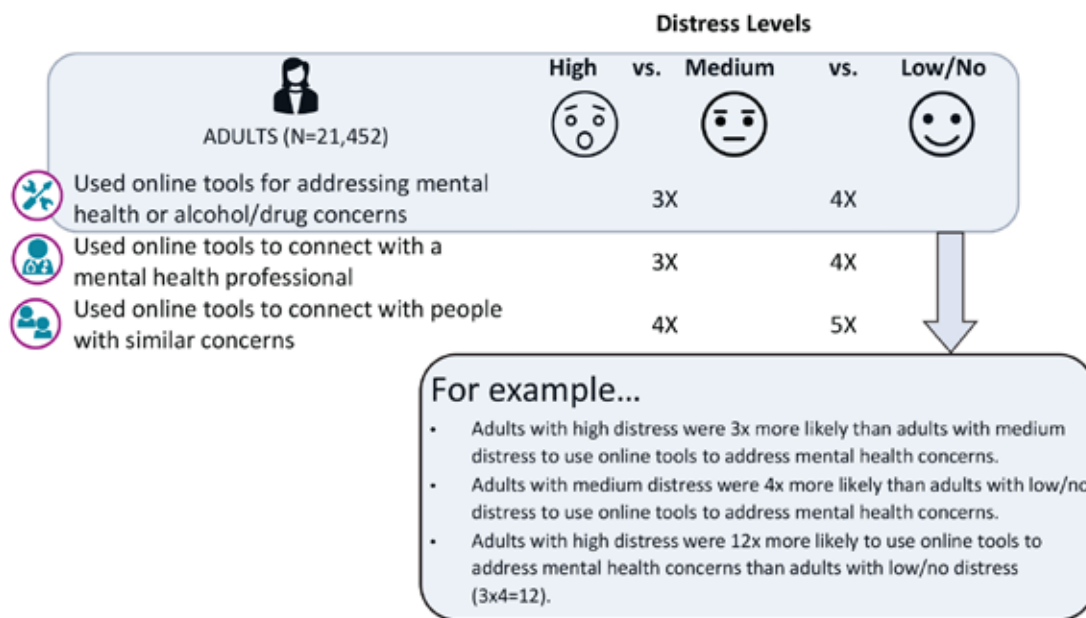 Distress Levels
High vs. Medium vs. Low/No
ADULTS (N=21,452)
Used online tools for addressing mental
health or alcohol/drug concerns
3X 4X
Used online tools to connect with a
mental health professional
3X 4X
Used online tools to connect with people
with similar concerns
4X 5X
For example...
• Adults with high distress were 3x more likely than adults with medium
distress to use online tools to address mental health concerns.
• Adults with medium distress were 4x more likely than adults with low/no
distress to use online tools to address mental health concerns.
• Adults with high distress were 12x more likely to use online tools to
address mental health concerns than adults with low/no distress
(3x4=12).